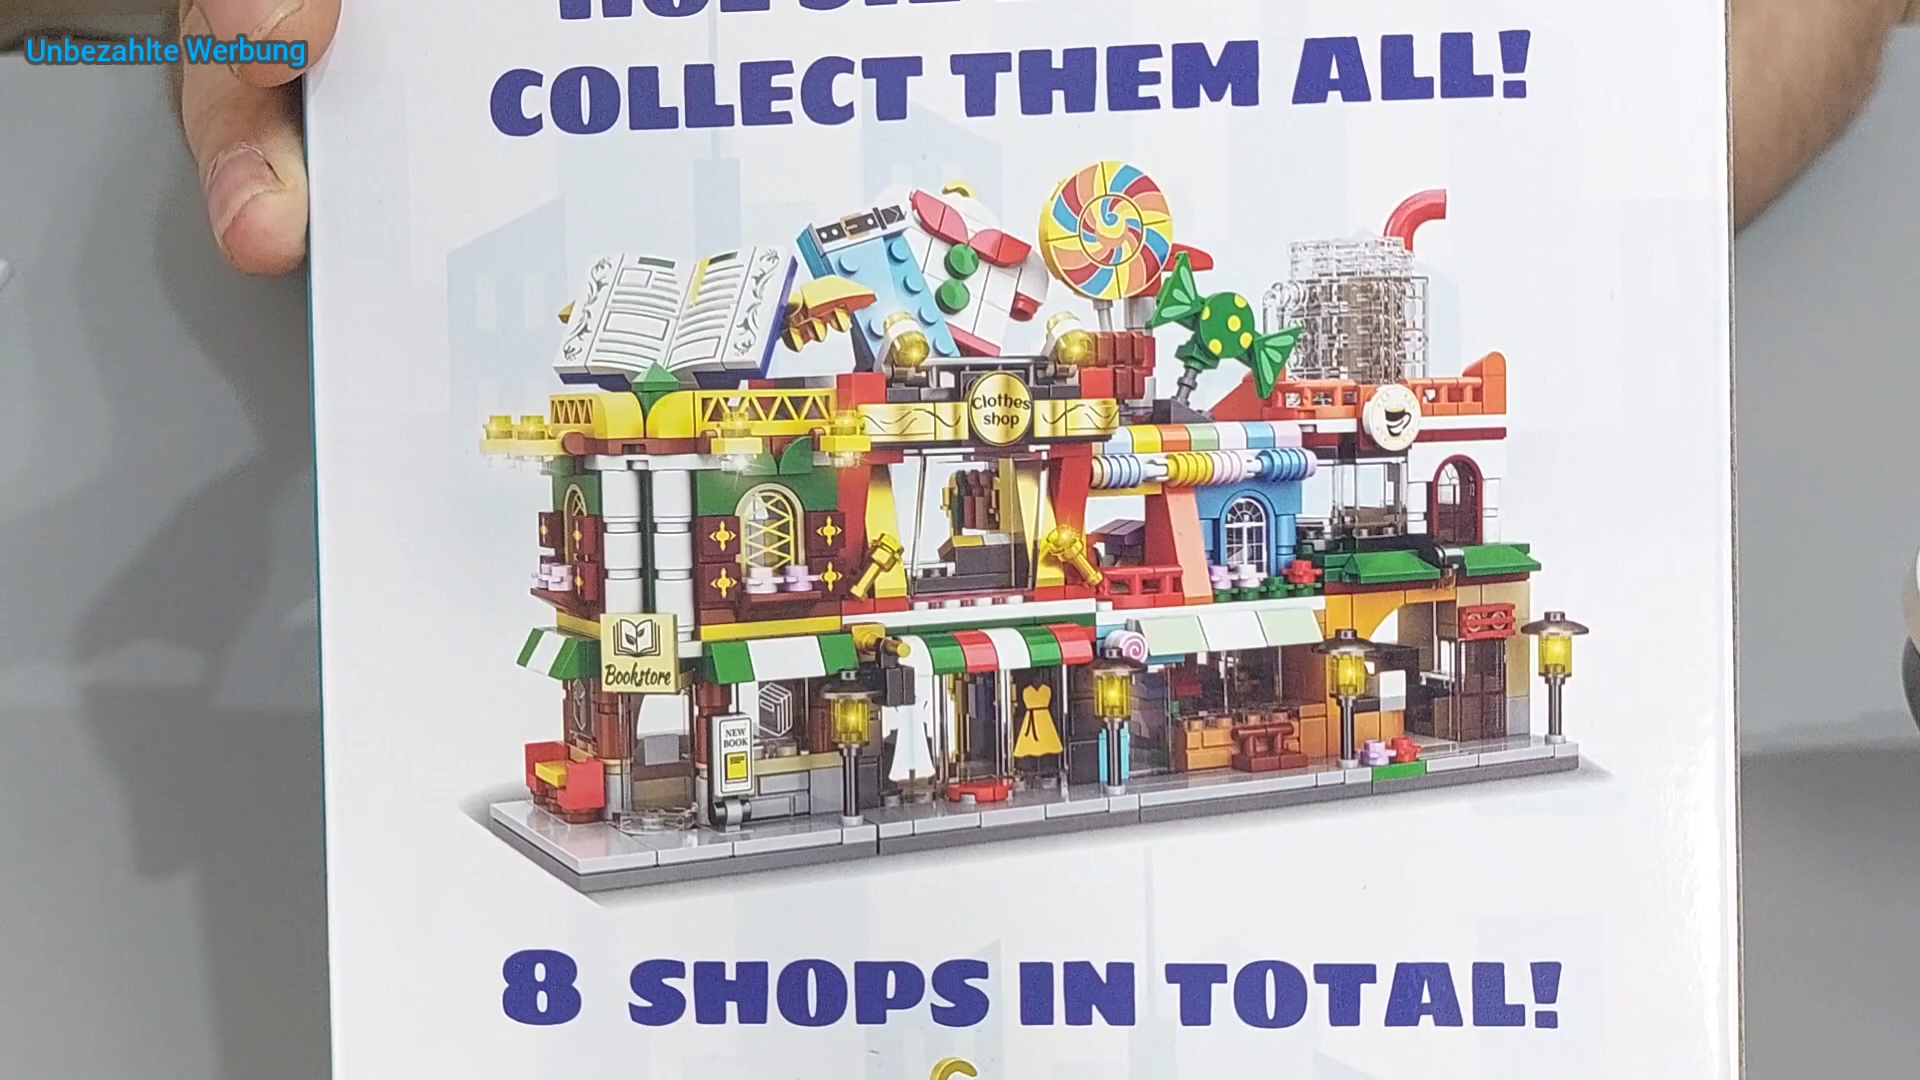 Unbezahlte Werbung
COLLECT THEM ALL!
Clothes
shop
Bookstore
NEW
BOOK
8 SHOPS IN TOTAL!